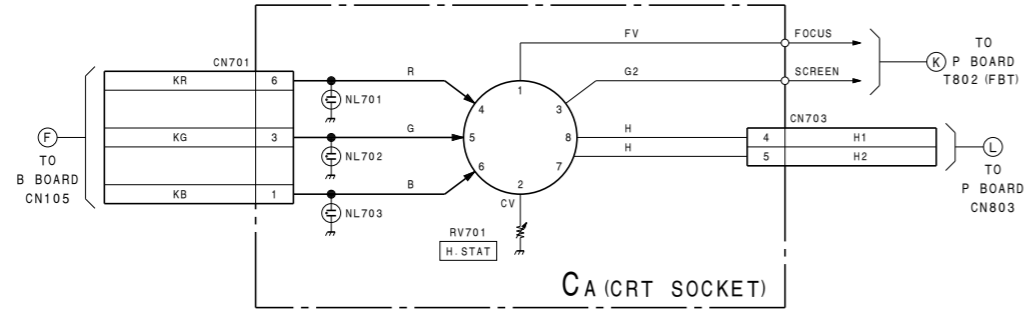 CN701
KR 6
KG 3
KB 1
F
TO
B BOARD
CN105
R
NL701
G
NL702
B
NL703
FV
G2
H
H
1
3
4
5
8
6
7
2
CV
RV701
H. STAT
FOCUS
SCREEN
K
TO
P BOARD
T802 (FBT)
CN703
4 H1
5 H2
L
TO
P BOARD
CN803
CA (CRT SOCKET)